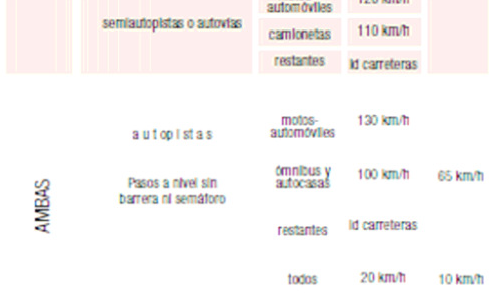 automóviles 120 km/h
semiautopistas o autovías
camionetas 110 km/h
restantes Id carreteras
motos- 130 km/h
automóviles
autopistas
ómnibus y 100 km/h 65 km/h
autocasas
Pasos a nivel sin
barrera ni semáforo
AMBAS
restantes Id carreteras
todos 20 km/h 10 km/h